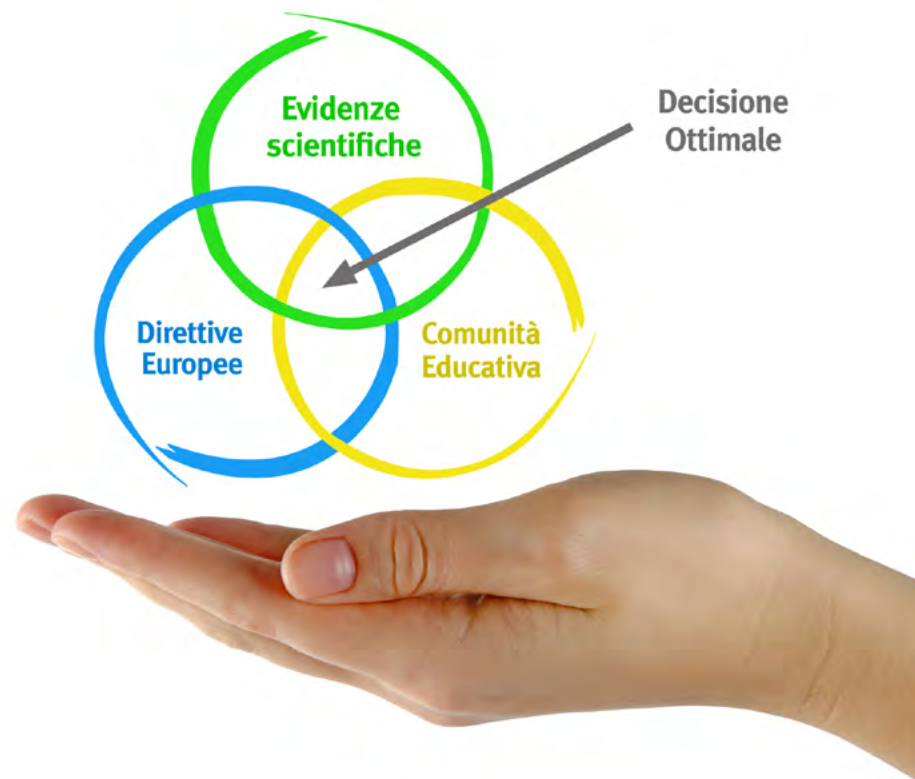 Evidenze
scientifiche
Decisione
Ottimale
Direttive
Europee
Comunità
Educativa